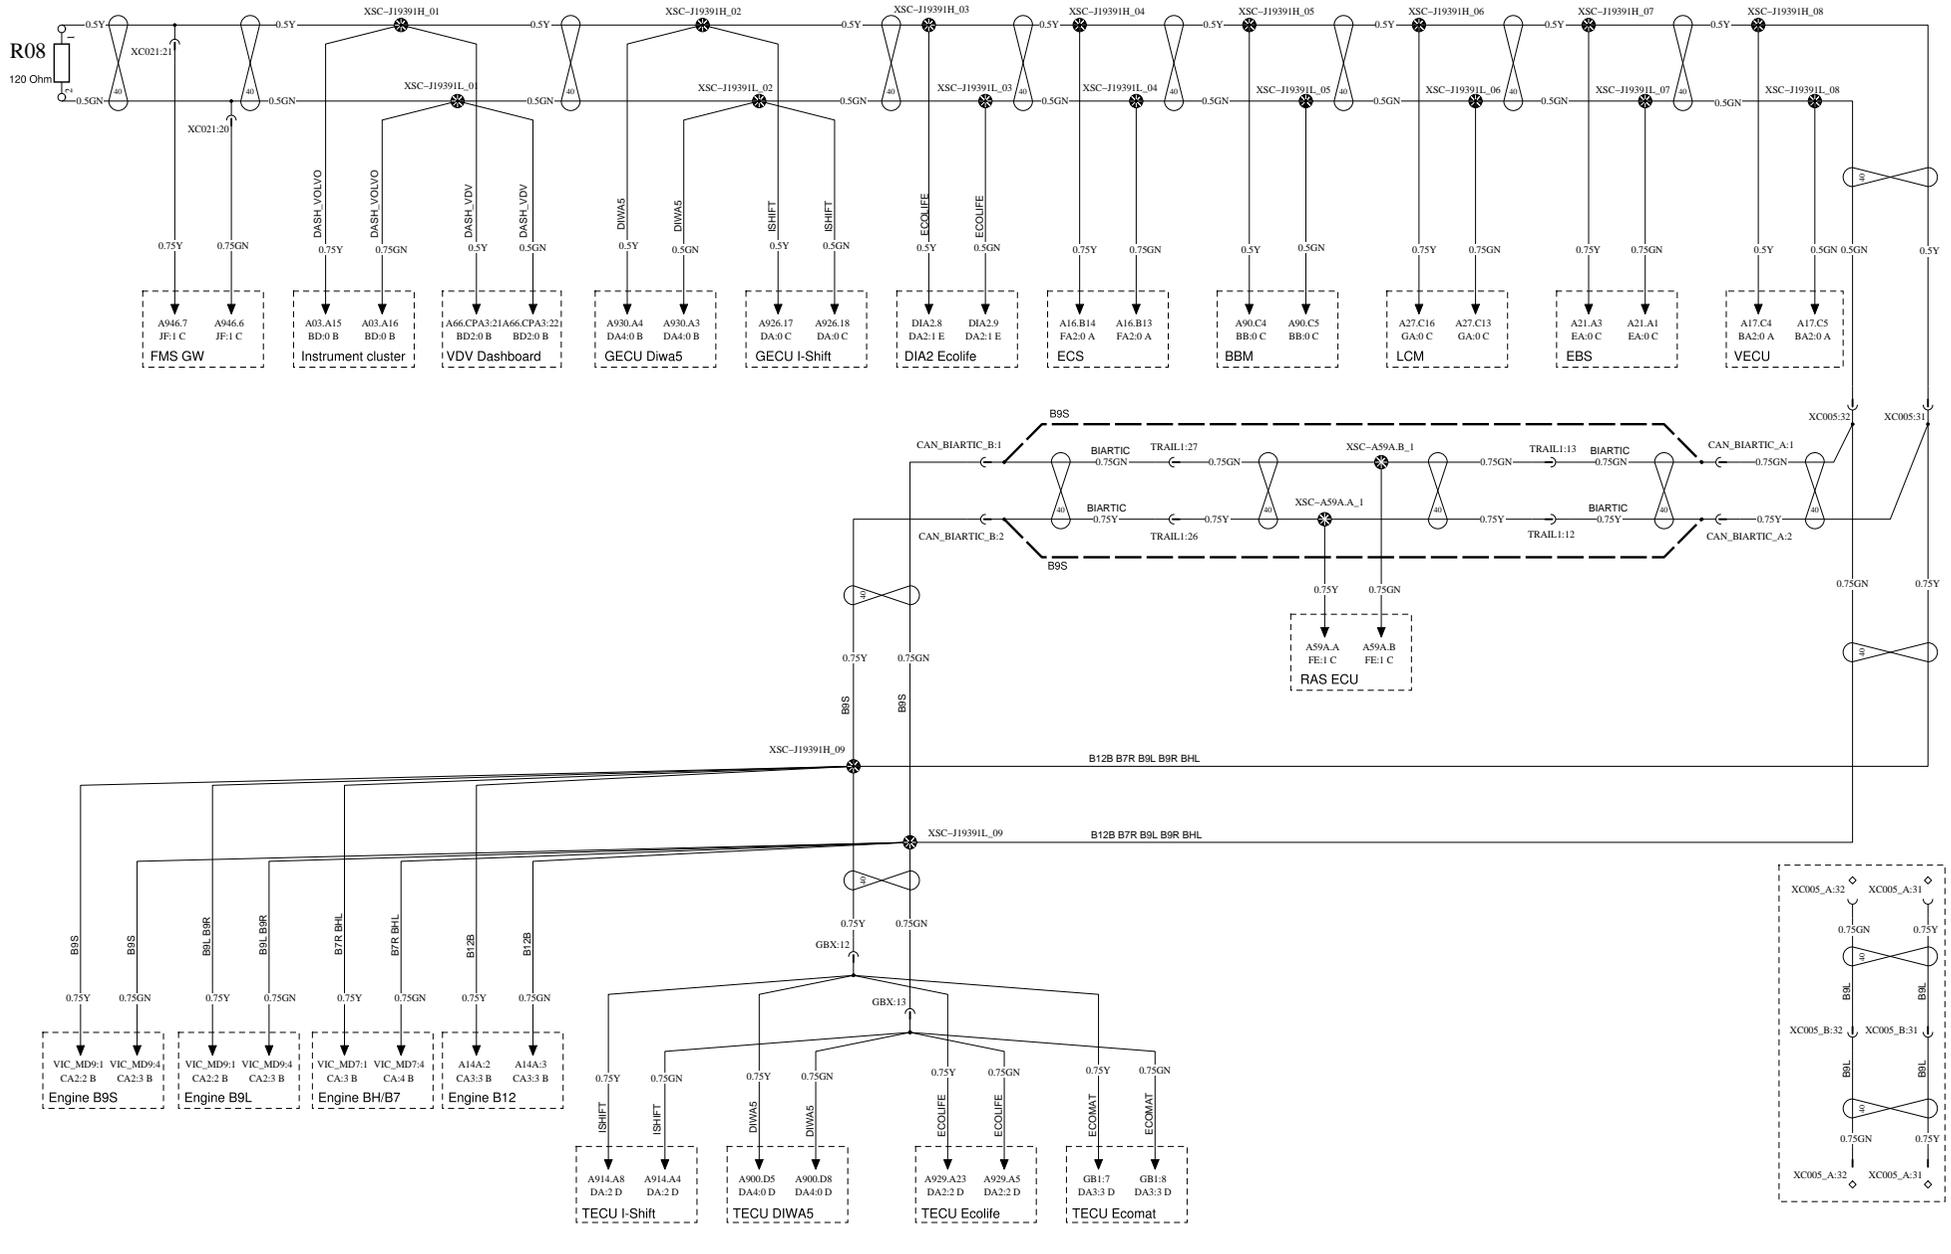 XSC–J19391H_01
XSC–J19391H_02
XSC–J19391H_03
XSC–J19391H_04
XSC–J19391H_05
XSC–J19391H_06
XSC–J19391H_07
XSC–J19391H_08
0.5Y 0.5Y 0.5Y 0.5Y 0.5Y 0.5Y 0.5Y 0.5Y 0.5Y
R08
120 Ohm
1
2
XC021:21
40 40 40 40 40 40 40 40 40
XSC–J19391L_01
XSC–J19391L_02
XSC–J19391L_03
XSC–J19391L_04
XSC–J19391L_05
XSC–J19391L_06
XSC–J19391L_07
XSC–J19391L_08
0.5GN 0.5GN 0.5GN 0.5GN 0.5GN 0.5GN 0.5GN 0.5GN 0.5GN
XC021:20
40
DASH_VOLVO
DASH_VOLVO
DASH_VDV
DASH_VDV
DIWA5
DIWA5
ISHIFT
ISHIFT
ECOLIFE
ECOLIFE
0.75Y 0.75GN 0.75Y 0.75GN 0.5Y 0.5GN 0.5Y 0.5GN 0.5Y 0.5GN 0.5Y 0.5GN 0.75Y 0.75GN 0.5Y 0.5GN 0.75Y 0.75GN 0.75Y 0.75GN 0.5Y 0.5GN 0.5GN 0.5Y
A946.7 A946.6
JF:1 C JF:1 C
FMS GW
A03.A15 A03.A16
BD:0 B BD:0 B
Instrument cluster
A66.CPA3:21 A66.CPA3:22
BD2:0 B BD2:0 B
VDV Dashboard
A930.A4 A930.A3
DA4:0 B DA4:0 B
GECU Diwa5
A926.17 A926.18
DA:0 C DA:0 C
GECU I-Shift
DIA2.8 DIA2.9
DA2:1 E DA2:1 E
DIA2 Ecolife
A16.B14 A16.B13
FA2:0 A FA2:0 A
ECS
A90.C4 A90.C5
BB:0 C BB:0 C
BBM
A27.C16 A27.C13
GA:0 C GA:0 C
LCM
A21.A3 A21.A1
EA:0 C EA:0 C
EBS
A17.C4 A17.C5
BA2:0 A BA2:0 A
VECU
XC005:32 XC005:31
B9S
CAN_BIARTIC_B:1
BIARTIC
0.75GN
TRAIL1:27
0.75GN
XSC–A59A.B_1
0.75GN
TRAIL1:13
BIARTIC
0.75GN
CAN_BIARTIC_A:1
0.75GN
40 40 40 40 40
XSC–A59A.A_1
CAN_BIARTIC_B:2
BIARTIC
0.75Y
TRAIL1:26
0.75Y
0.75Y
TRAIL1:12
BIARTIC
0.75Y
CAN_BIARTIC_A:2
0.75Y
B9S
40
0.75Y 0.75GN
0.75GN 0.75Y
A59A.A A59A.B
FE:1 C FE:1 C
RAS ECU
40
0.75Y 0.75GN
B9S
B9S
XSC–J19391H_09
B12B B7R B9L B9R BHL
XSC–J19391L_09
B12B B7R B9L B9R BHL
40
0.75Y 0.75GN
GBX:12
GBX:13
B9S
B9S
B9L B9R
B9L B9R
B7R BHL
B7R BHL
B12B
B12B
0.75Y 0.75GN 0.75Y 0.75GN 0.75Y 0.75GN 0.75Y 0.75GN
VIC_MD9:1 VIC_MD9:4
CA2:2 B CA2:3 B
Engine B9S
VIC_MD9:1 VIC_MD9:4
CA2:2 B CA2:3 B
Engine B9L
VIC_MD7:1 VIC_MD7:4
CA:3 B CA:4 B
Engine BH/B7
A14A:2 A14A:3
CA3:3 B CA3:3 B
Engine B12
0.75Y 0.75GN 0.75Y 0.75GN 0.75Y 0.75GN 0.75Y 0.75GN
ISHIFT
ISHIFT
DIWA5
DIWA5
ECOLIFE
ECOLIFE
ECOMAT
ECOMAT
A914.A8 A914.A4
DA:2 D DA:2 D
TECU I-Shift
A900.D5 A900.D8
DA4:0 D DA4:0 D
TECU DIWA5
A929.A23 A929.A5
DA2:2 D DA2:2 D
TECU Ecolife
GB1:7 GB1:8
DA3:3 D DA3:3 D
TECU Ecomat
XC005_A:32 XC005_A:31
0.75GN 0.75Y
40
B9L
B9L
XC005_B:32 XC005_B:31
B9L
B9L
40
0.75GN 0.75Y
XC005_A:32 XC005_A:31